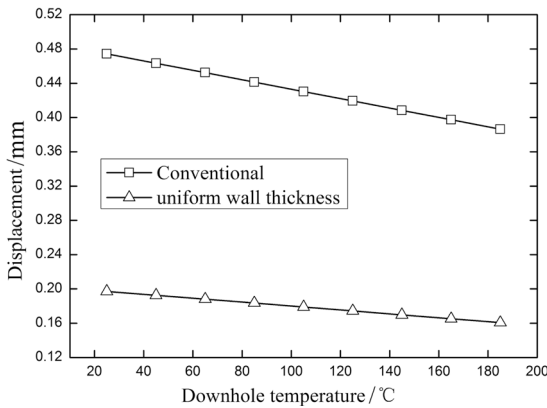 0.52
0.48
0.44
0.40
0.36
0.32
0.28
0.24
0.20
0.16
0.12
Displacement/mm
Conventional
uniform wall thickness
20 40 60 80 100 120 140 160 180 200
Downhole temperature/℃